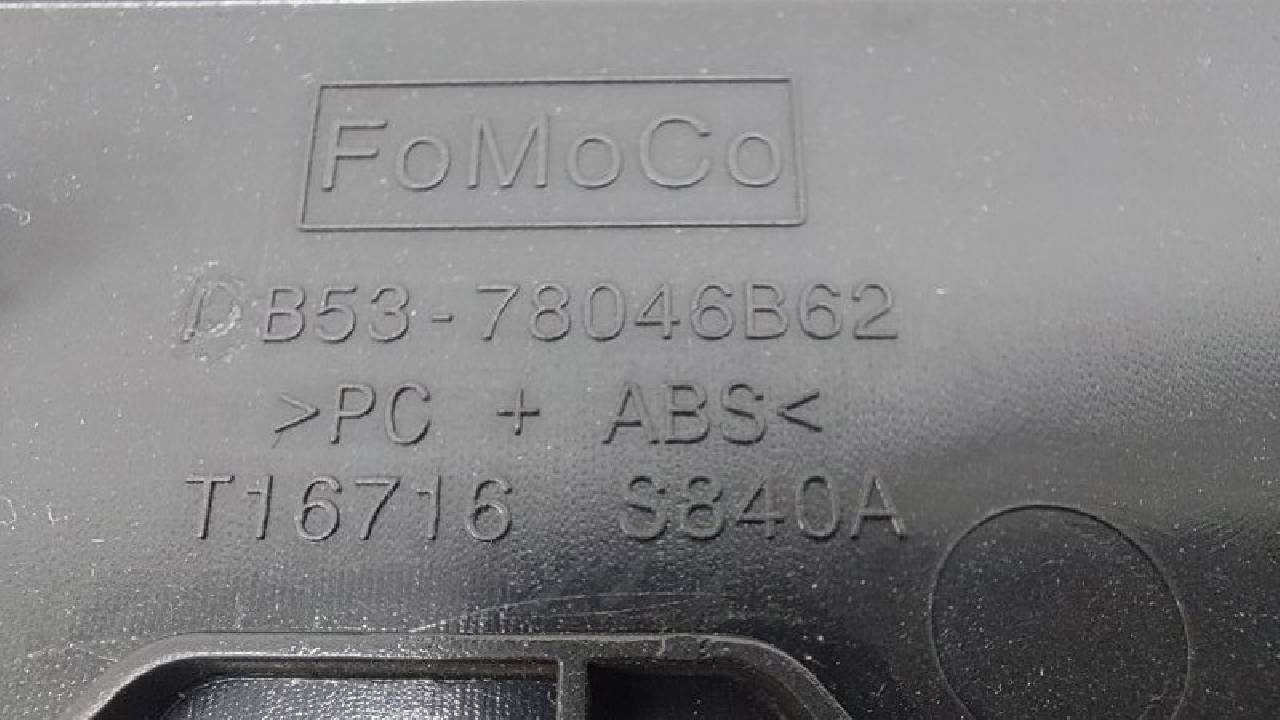 FoMoCo
DB53-78046B62
>PC + ABS<
T16716 S840A